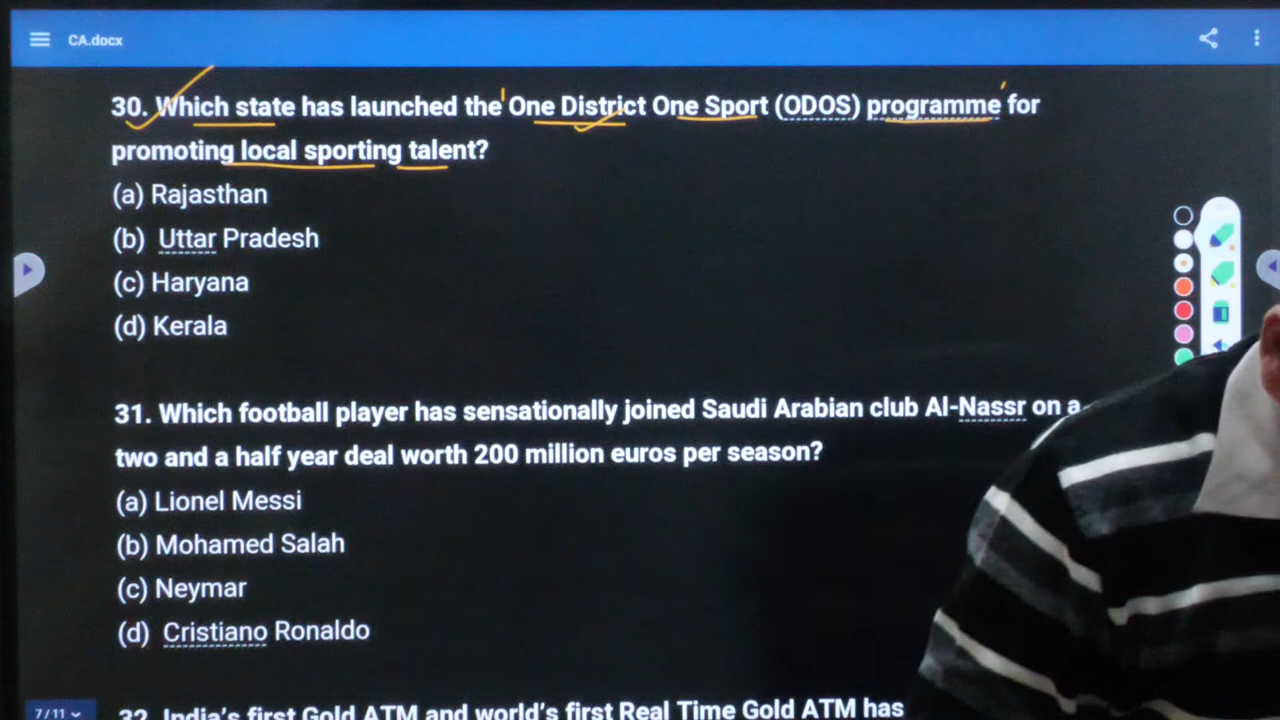 CA.docx
30. Which state has launched the' One District One Sport (ODOS) programme' for
promoting local sporting talent?
(a) Rajasthan
(b) Uttar Pradesh
(c) Haryana
(d) Kerala
31. Which football player has sensationally joined Saudi Arabian club Al-Nassr on a
two and a half year deal worth 200 million euros per season?
(a) Lionel Messi
(b) Mohamed Salah
(c) Neymar
(d) Cristiano Ronaldo
32. India's first Gold ATM and world's first Real Time Gold ATM has
7/11